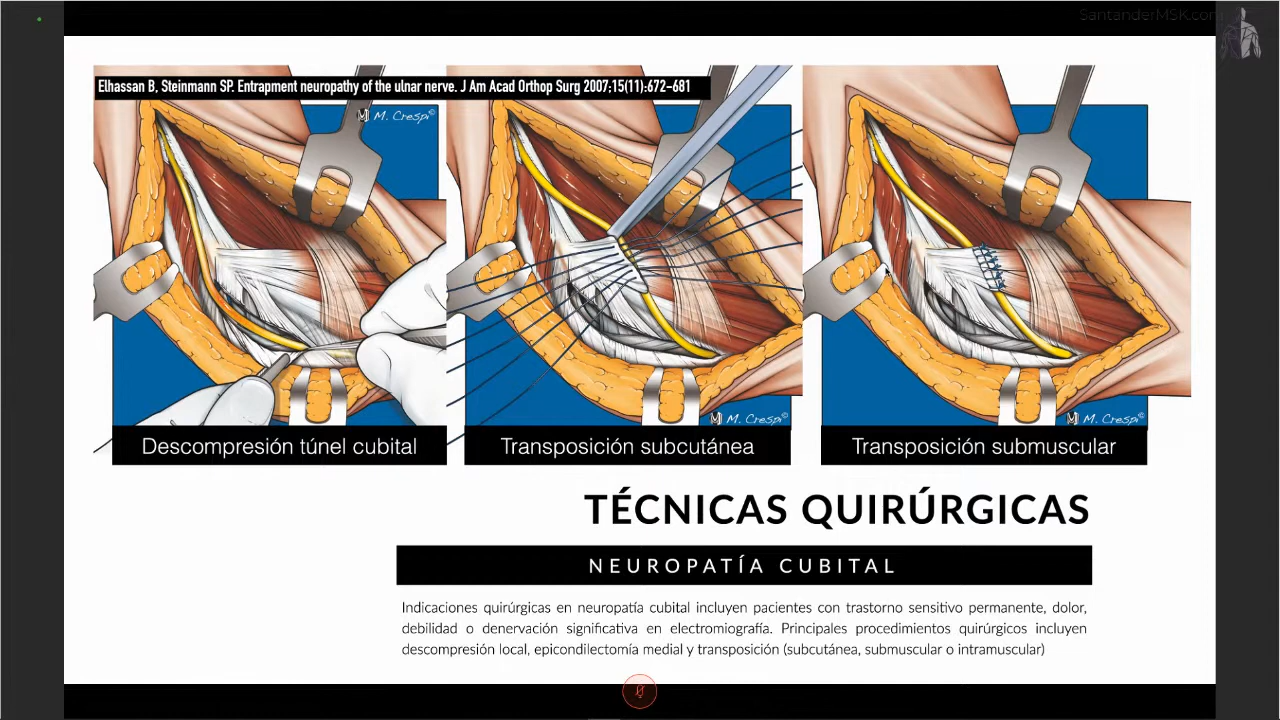 SantanderMSK.com
Elhassan B, Steinmann SP. Entrapment neuropathy of the ulnar nerve. J Am Acad Orthop Surg 2007;15(11):672-681
M. Crespi©
M. Crespi©
M. Crespi©
Descompresión túnel cubital
Transposición subcutánea
Transposición submuscular
TÉCNICAS QUIRÚRGICAS
NEUROPATÍA CUBITAL
Indicaciones quirúrgicas en neuropatía cubital incluyen pacientes con trastorno sensitivo permanente, dolor,
debilidad o denervación significativa en electromiografía. Principales procedimientos quirúrgicos incluyen
descompresión local, epicondilectomía medial y transposición (subcutánea, submuscular o intramuscular)